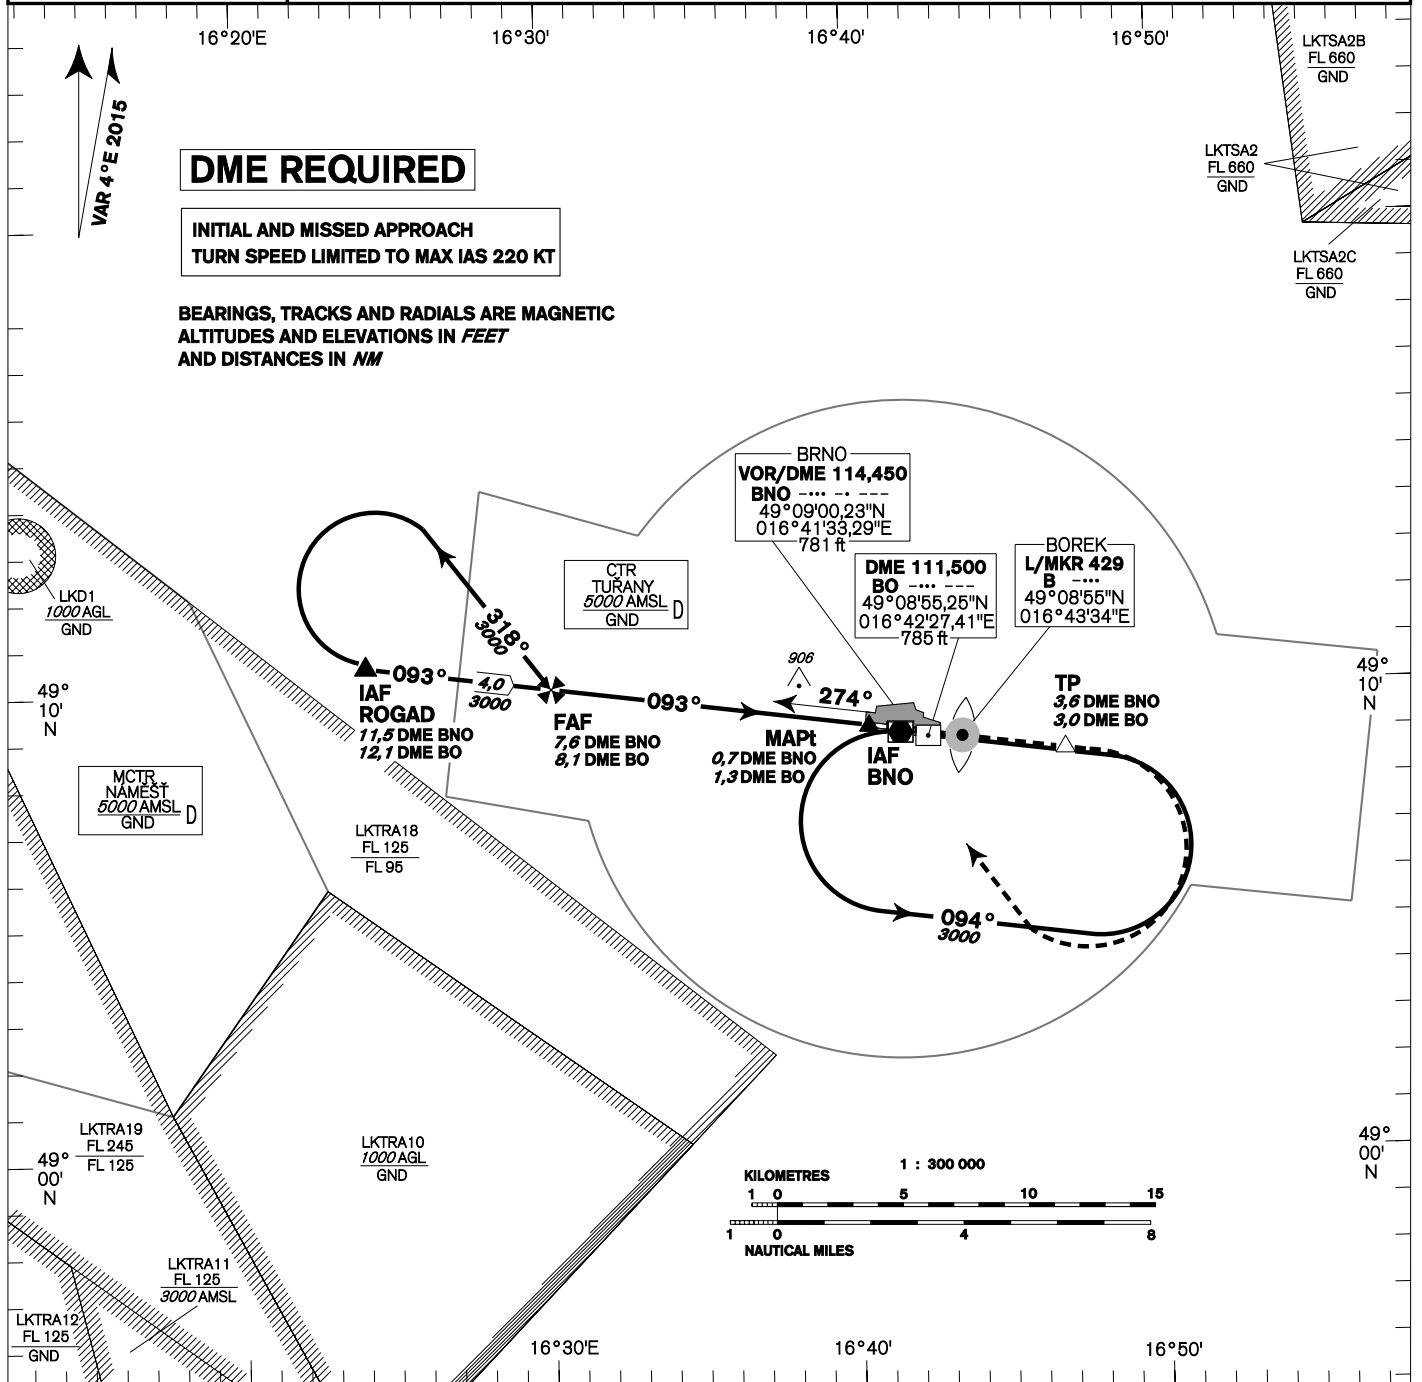 16°20'E
16°30'
16°40'
16°50'
LKTSA2B
FL 660
GND
VAR 4°E 2015
DME REQUIRED
LKTSA2
FL 660
GND
INITIAL AND MISSED APPROACH
TURN SPEED LIMITED TO MAX IAS 220 KT
LKTSA2C
FL 660
GND
BEARINGS, TRACKS AND RADIALS ARE MAGNETIC
ALTITUDES AND ELEVATIONS IN FEET
AND DISTANCES IN NM
BRNO
VOR/DME 114,450
BNO -··· -· ---
49°09'00,23"N
016°41'33,29"E
781 ft
DME 111,500
BO -··· ---
49°08'55,25"N
016°42'27,41"E
785 ft
BOREK
L/MKR 429
B -···
49°08'55"N
016°43'34"E
CTR
TUŘANY
5000 AMSL
GND
D
LKD1
1000 AGL
GND
318°
3000
093°
4,0
3000
093°
906
274°
49°
10'
N
49°
10'
N
IAF
ROGAD
11,5 DME BNO
12,1 DME BO
FAF
7,6 DME BNO
8,1 DME BO
MAPt
0,7 DME BNO
1,3 DME BO
IAF
BNO
TP
3,6 DME BNO
3,0 DME BO
MCTR
NÁMĚŠŤ
5000 AMSL
GND
D
LKTRA18
FL 125
FL 95
094°
3000
LKTRA19
FL 245
FL 125
LKTRA10
1000 AGL
GND
49°
00'
N
49°
00'
N
1 : 300 000
KILOMETRES
1 0 5 10 15
1 0 4 8
NAUTICAL MILES
LKTRA11
FL 125
3000 AMSL
LKTRA12
FL 125
GND
16°30'E
16°40'
16°50'